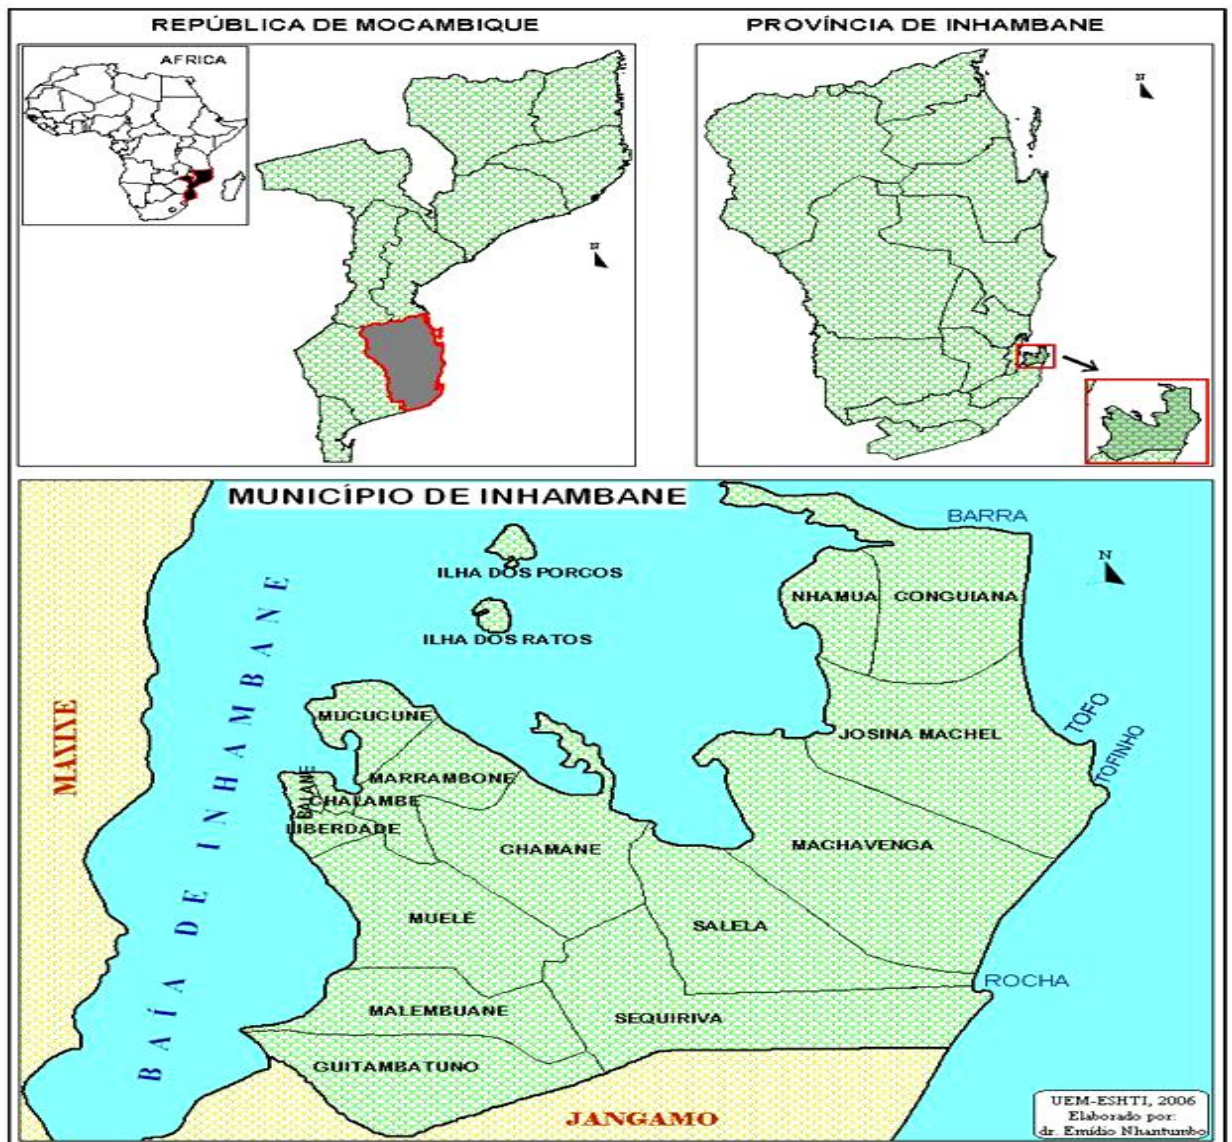 REPÚBLICA DE MOCAMBIQUE
PROVÍNCIA DE INHAMBANE
AFRICA
N
N
MUNICÍPIO DE INHAMBANE
BARRA
N
ILHA DOS PORCOS
NHAMUA
CONGUIANA
ILHA DOS RATOS
MAXIXE
BAÍA DE INHAMBANE
MUCUCUNE
TOFO
JOSINA MACHEL
TOFINHO
MARRAMBONE
BALANE
CHALAMBE
LIBERDADE
CHAMANE
MACHAVENGA
MUELÉ
SALELA
ROCHA
MALEMBUANE
SEQUIRIVA
GUITAMBATUNO
JANGAMO
UEM-ESHTI, 2006
Elaborado por:
dr. Emídio Nhantumbo